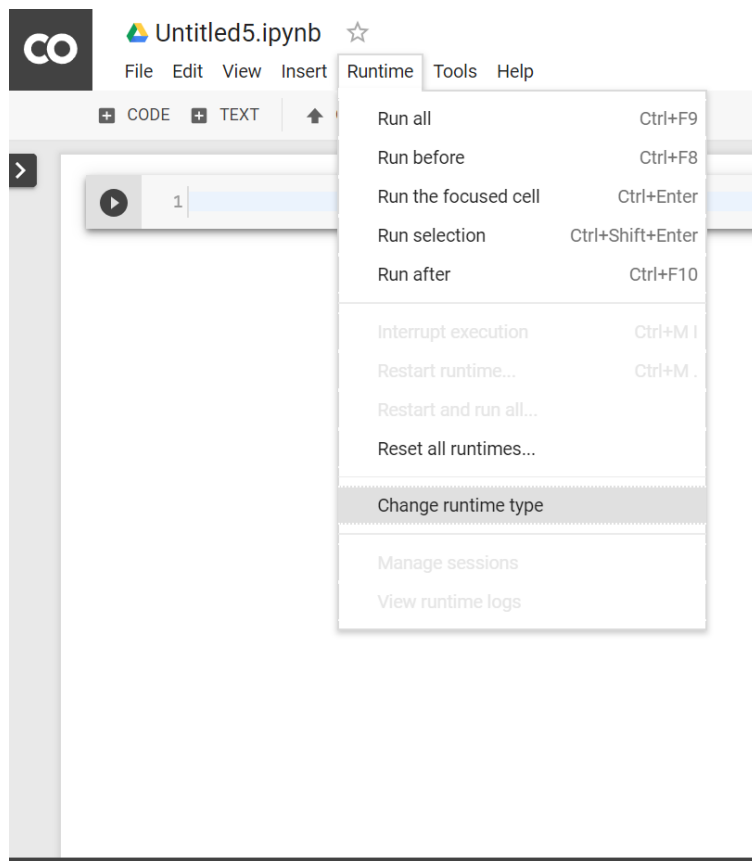 CO Untitled5.ipynb
File Edit View Insert Runtime Tools Help
CODE TEXT
Run all Ctrl+F9
Run before Ctrl+F8
1 Run the focused cell Ctrl+Enter
Run selection Ctrl+Shift+Enter
Run after Ctrl+F10
Interrupt execution Ctrl+M I
Restart runtime... Ctrl+M .
Restart and run all...
Reset all runtimes...
Change runtime type
Manage sessions
View runtime logs